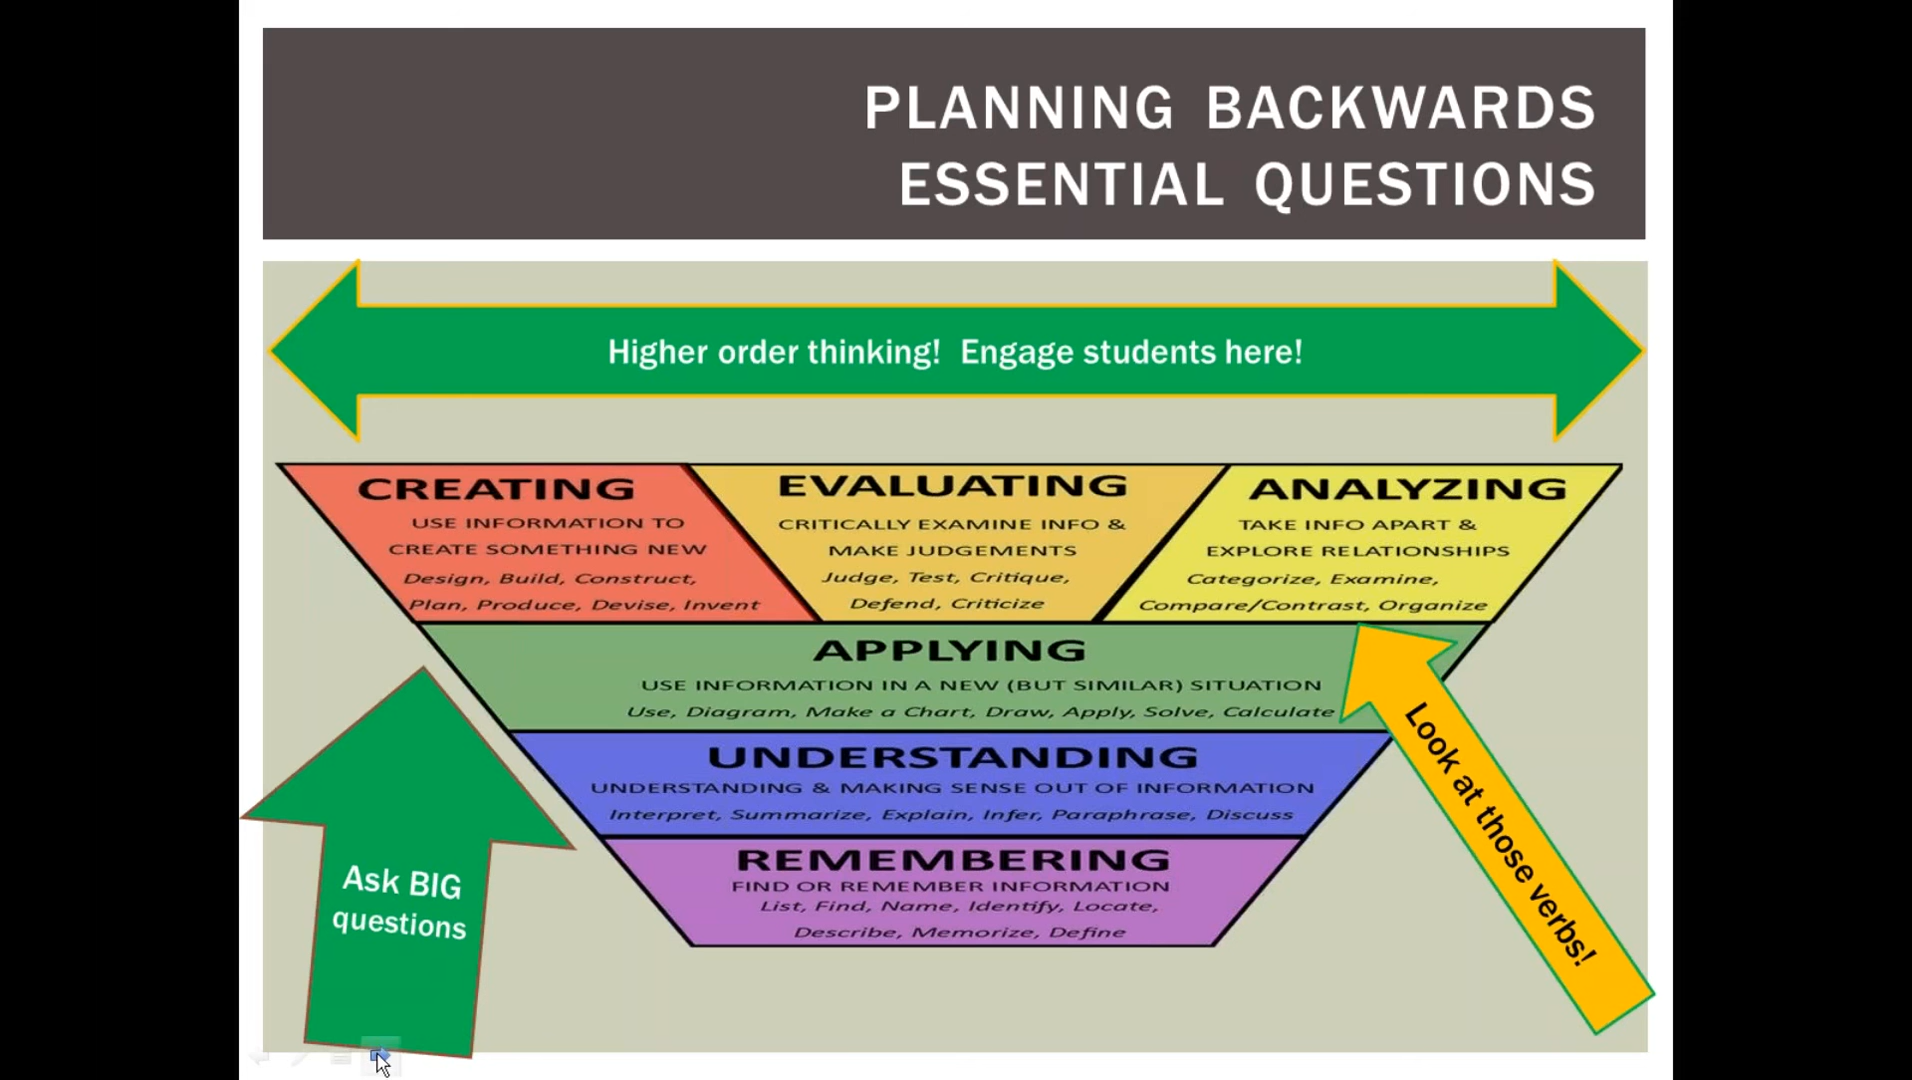 PLANNING BACKWARDS
ESSENTIAL QUESTIONS
Higher order thinking! Engage students here!
CREATING
USE INFORMATION TO
CREATE SOMETHING NEW
Design, Build, Construct,
Plan, Produce, Devise, Invent
EVALUATING
CRITICALLY EXAMINE INFO &
MAKE JUDGEMENTS
Judge, Test, Critique,
Defend, Criticize
ANALYZING
TAKE INFO APART &
EXPLORE RELATIONSHIPS
Categorize, Examine,
Compare/Contrast, Organize
APPLYING
USE INFORMATION IN A NEW (BUT SIMILAR) SITUATION
Use, Diagram, Make a Chart, Draw, Apply, Solve, Calculate
UNDERSTANDING
UNDERSTANDING & MAKING SENSE OUT OF INFORMATION
Interpret, Summarize, Explain, Infer, Paraphrase, Discuss
REMEMBERING
FIND OR REMEMBER INFORMATION
List, Find, Name, Identify, Locate,
Describe, Memorize, Define
Ask BIG
questions
Look at those verbs!